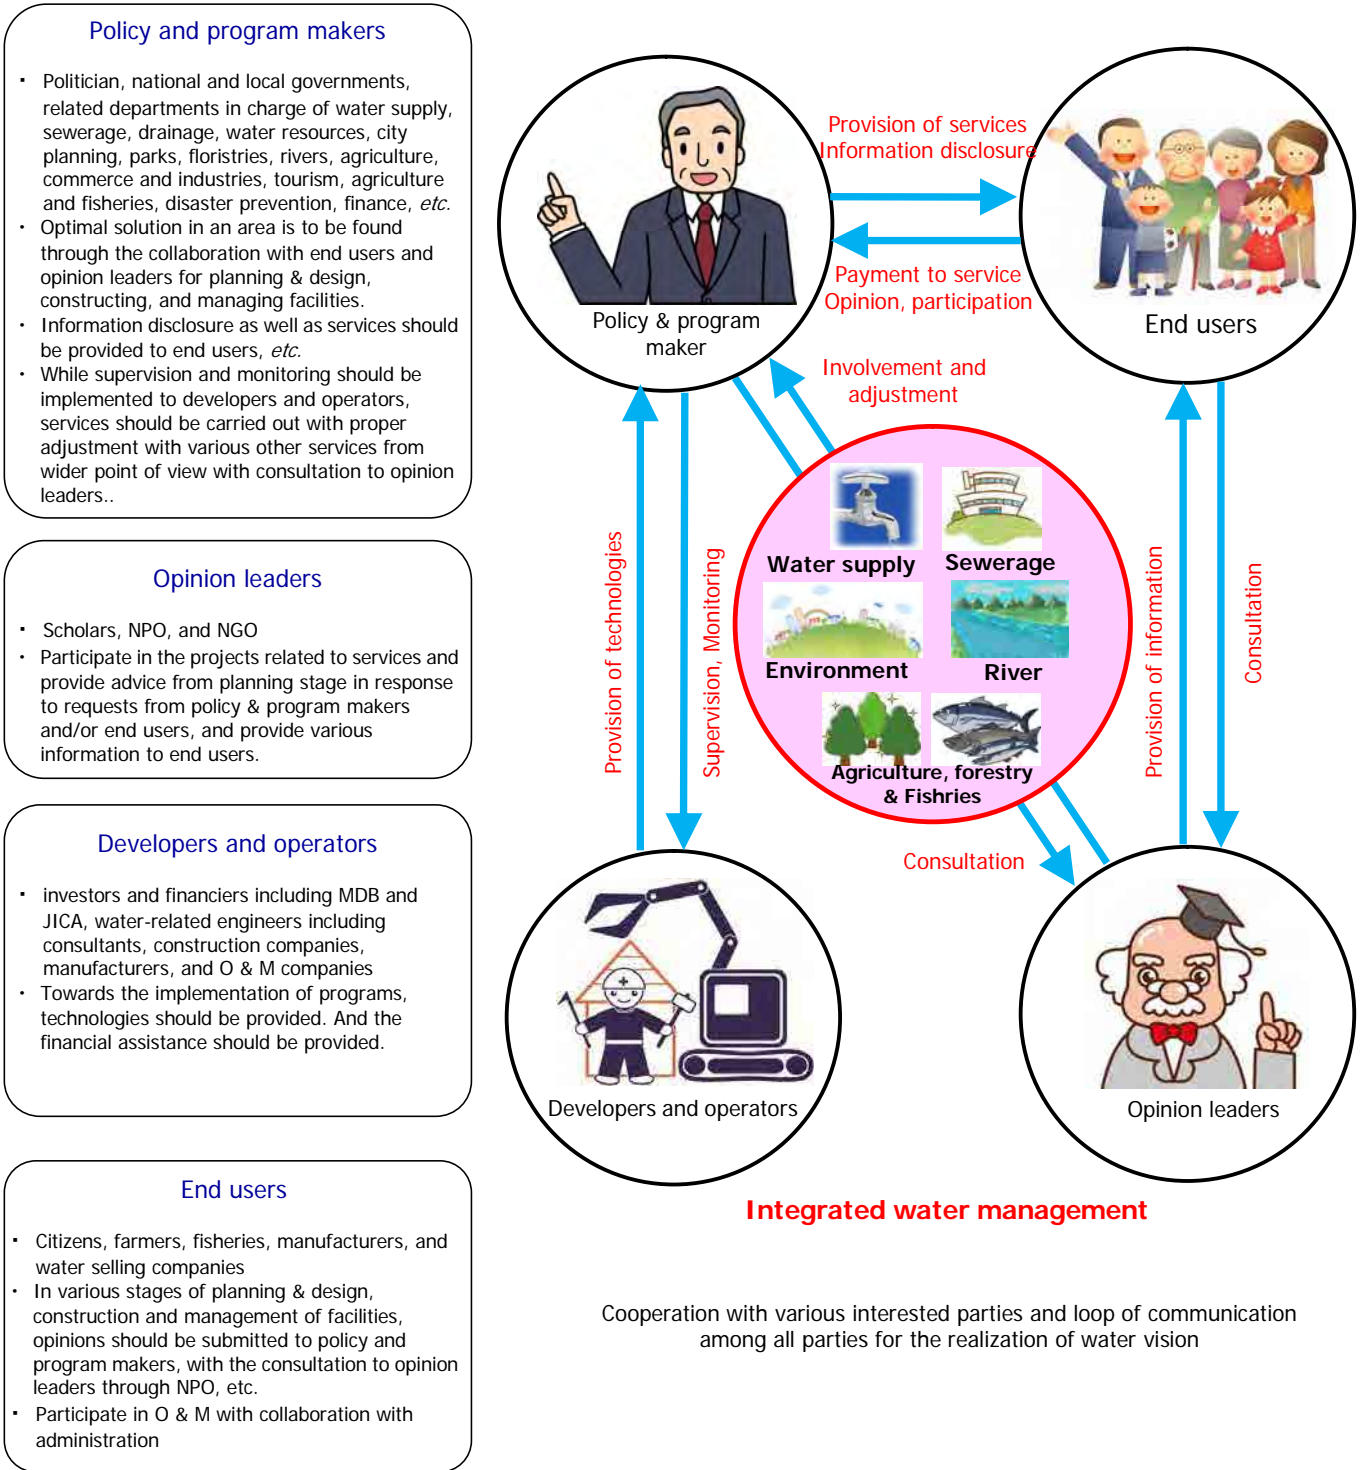 Policy and program makers
▪ Politician, national and local governments,
related departments in charge of water supply,
sewerage, drainage, water resources, city
planning, parks, floristries, rivers, agriculture,
commerce and industries, tourism, agriculture
and fisheries, disaster prevention, finance, etc.
・ Optimal solution in an area is to be found
through the collaboration with end users and
opinion leaders for planning & design,
constructing, and managing facilities.
・ Information disclosure as well as services should
be provided to end users, etc.
・ While supervision and monitoring should be
implemented to developers and operators,
services should be carried out with proper
adjustment with various other services from
wider point of view with consultation to opinion
leaders..
Opinion leaders
▪ Scholars, NPO, and NGO
・ Participate in the projects related to services and
provide advice from planning stage in response
to requests from policy & program makers
and/or end users, and provide various
information to end users.
Developers and operators
▪ investors and financiers including MDB and
JICA, water-related engineers including
consultants, construction companies,
manufacturers, and O & M companies
・ Towards the implementation of programs,
technologies should be provided. And the
financial assistance should be provided.
End users
▪ Citizens, farmers, fisheries, manufacturers, and
water selling companies
・ In various stages of planning & design,
construction and management of facilities,
opinions should be submitted to policy and
program makers, with the consultation to opinion
leaders through NPO, etc.
▪ Participate in O & M with collaboration with
administration
Policy & program
maker
Provision of services
Information disclosure
Payment to service
Opinion, participation
End users
Involvement and
adjustment
Provision of technologies
Supervision, Monitoring
Water supply
Sewerage
Environment
River
Agriculture, forestry
& Fishries
Provision of information
Consultation
Consultation
Developers and operators
Opinion leaders
Integrated water management
Cooperation with various interested parties and loop of communication
among all parties for the realization of water vision